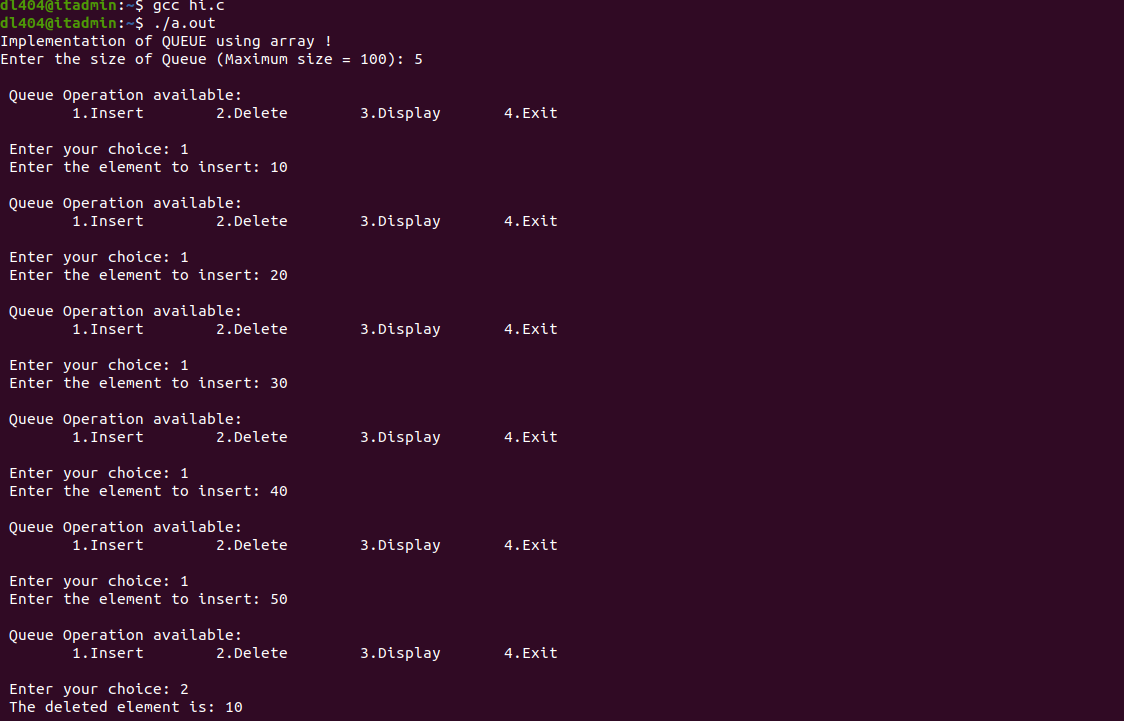 dl404@itadmin:~$ gcc hi.c
dl404@itadmin:~$ ./a.out
Implementation of QUEUE using array !
Enter the size of Queue (Maximum size = 100): 5
Queue Operation available:
1.Insert 2.Delete 3.Display 4.Exit
Enter your choice: 1
Enter the element to insert: 10
Queue Operation available:
1.Insert 2.Delete 3.Display 4.Exit
Enter your choice: 1
Enter the element to insert: 20
Queue Operation available:
1.Insert 2.Delete 3.Display 4.Exit
Enter your choice: 1
Enter the element to insert: 30
Queue Operation available:
1.Insert 2.Delete 3.Display 4.Exit
Enter your choice: 1
Enter the element to insert: 40
Queue Operation available:
1.Insert 2.Delete 3.Display 4.Exit
Enter your choice: 1
Enter the element to insert: 50
Queue Operation available:
1.Insert 2.Delete 3.Display 4.Exit
Enter your choice: 2
The deleted element is: 10